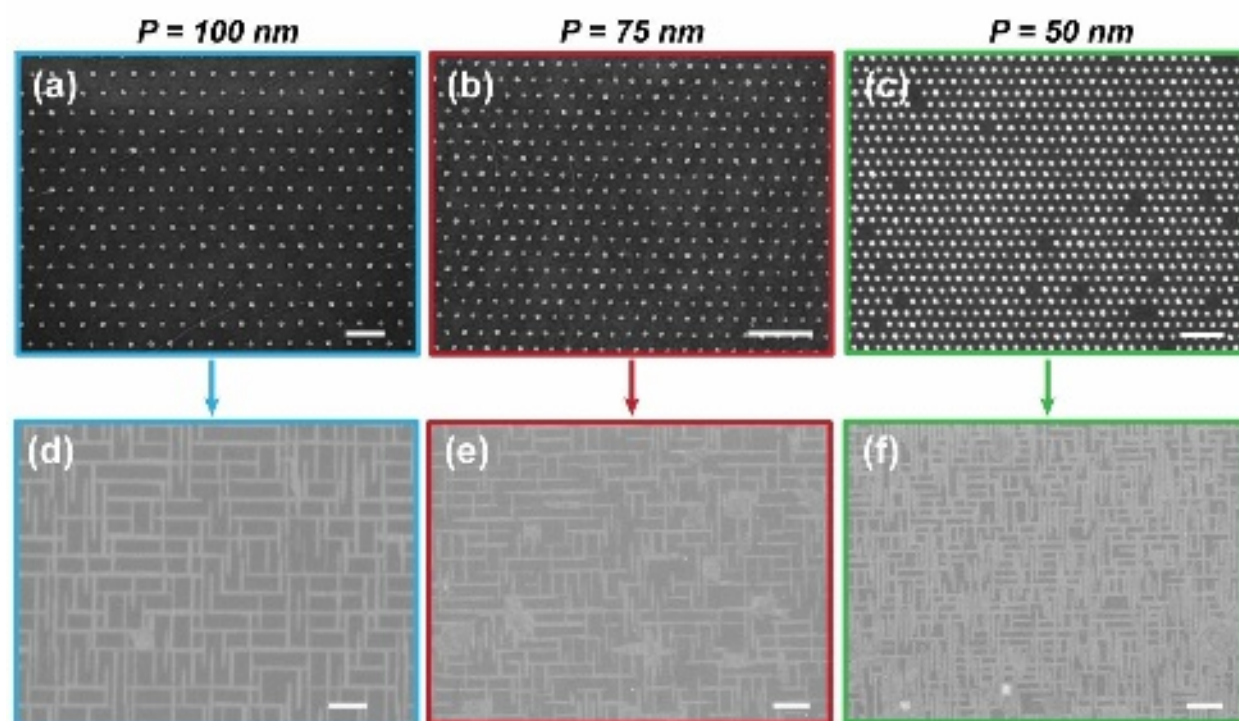 P = 100 nm P = 75 nm P = 50 nm
(a) (b) (c)
(d) (e) (f)